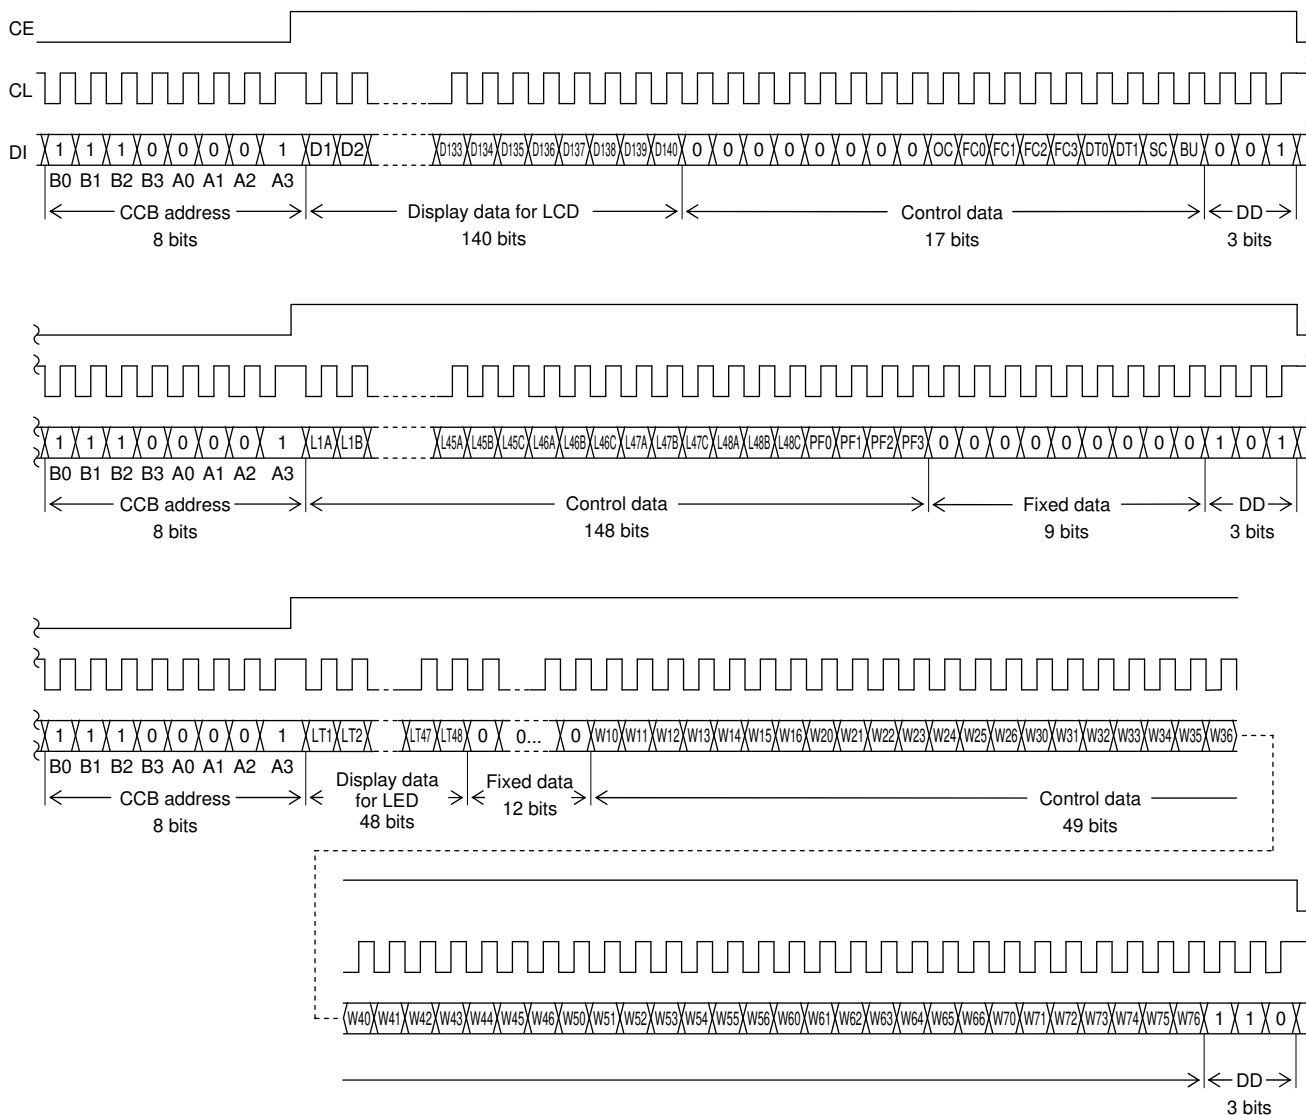 CE
CL
DI 1 1 1 0 0 0 0 1 D1 D2 D133 D134 D135 D136 D137 D138 D139 D140 0 0 0 0 0 0 0 0 OC FC0 FC1 FC2 FC3 DT0 DT1 SC BU 0 0 1
B0 B1 B2 B3 A0 A1 A2 A3
CCB address Display data for LCD Control data DD
8 bits 140 bits 17 bits 3 bits
1 1 1 0 0 0 0 1 L1A L1B L45A L45B L45C L46A L46B L46C L47A L47B L47C L48A L48B L48C PF0 PF1 PF2 PF3 0 0 0 0 0 0 0 0 0 1 0 1
B0 B1 B2 B3 A0 A1 A2 A3
CCB address Control data Fixed data DD
8 bits 148 bits 9 bits 3 bits
1 1 1 0 0 0 0 1 LT1 LT2 LT47 LT48 0 0... 0 W10 W11 W12 W13 W14 W15 W16 W20 W21 W22 W23 W24 W25 W26 W30 W31 W32 W33 W34 W35 W36
B0 B1 B2 B3 A0 A1 A2 A3
CCB address Display data for LED Fixed data Control data
8 bits 48 bits 12 bits 49 bits
W40 W41 W42 W43 W44 W45 W46 W50 W51 W52 W53 W54 W55 W56 W60 W61 W62 W63 W64 W65 W66 W70 W71 W72 W73 W74 W75 W76 1 1 0
DD
3 bits